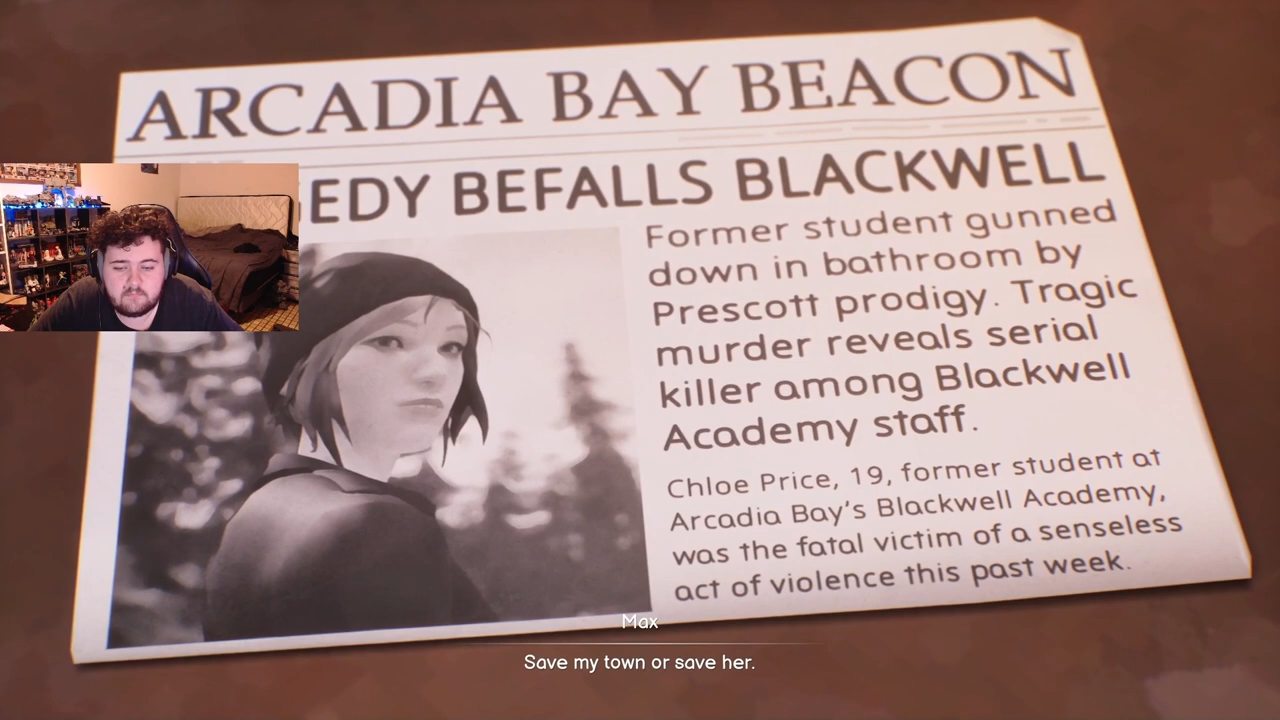 ARCADIA BAY BEACON
EDY BEFALLS BLACKWELL
Former student gunned
down in bathroom by
Prescott prodigy. Tragic
murder reveals serial
killer among Blackwell
Academy staff.
Chloe Price, 19, former student at
Arcadia Bay's Blackwell Academy,
was the fatal victim of a senseless
act of violence this past week.
Max
Save my town or save her.